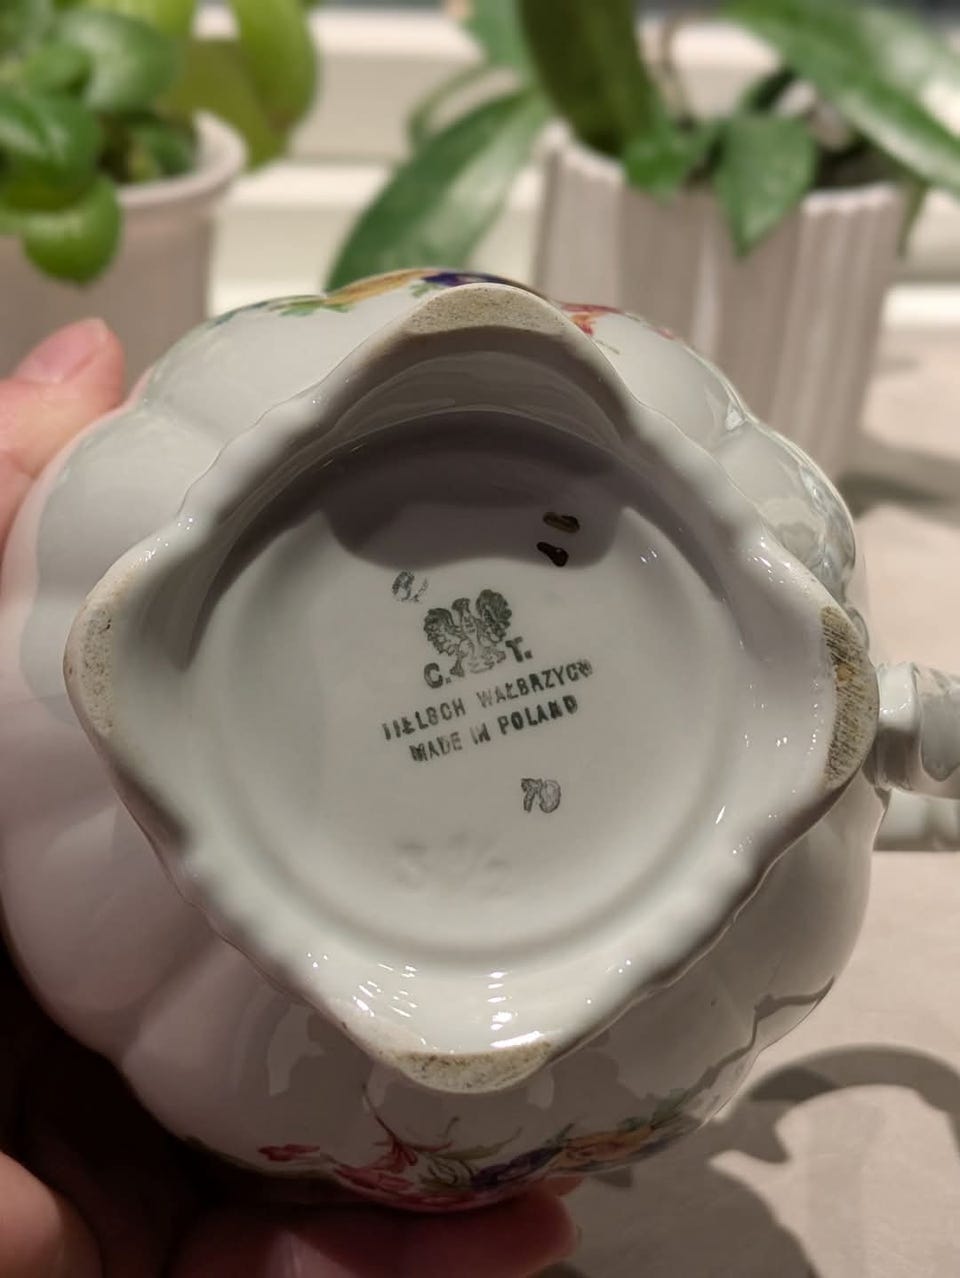 C. T.
TIELSCH WAŁBRZYCH
MADE IN POLAND
70